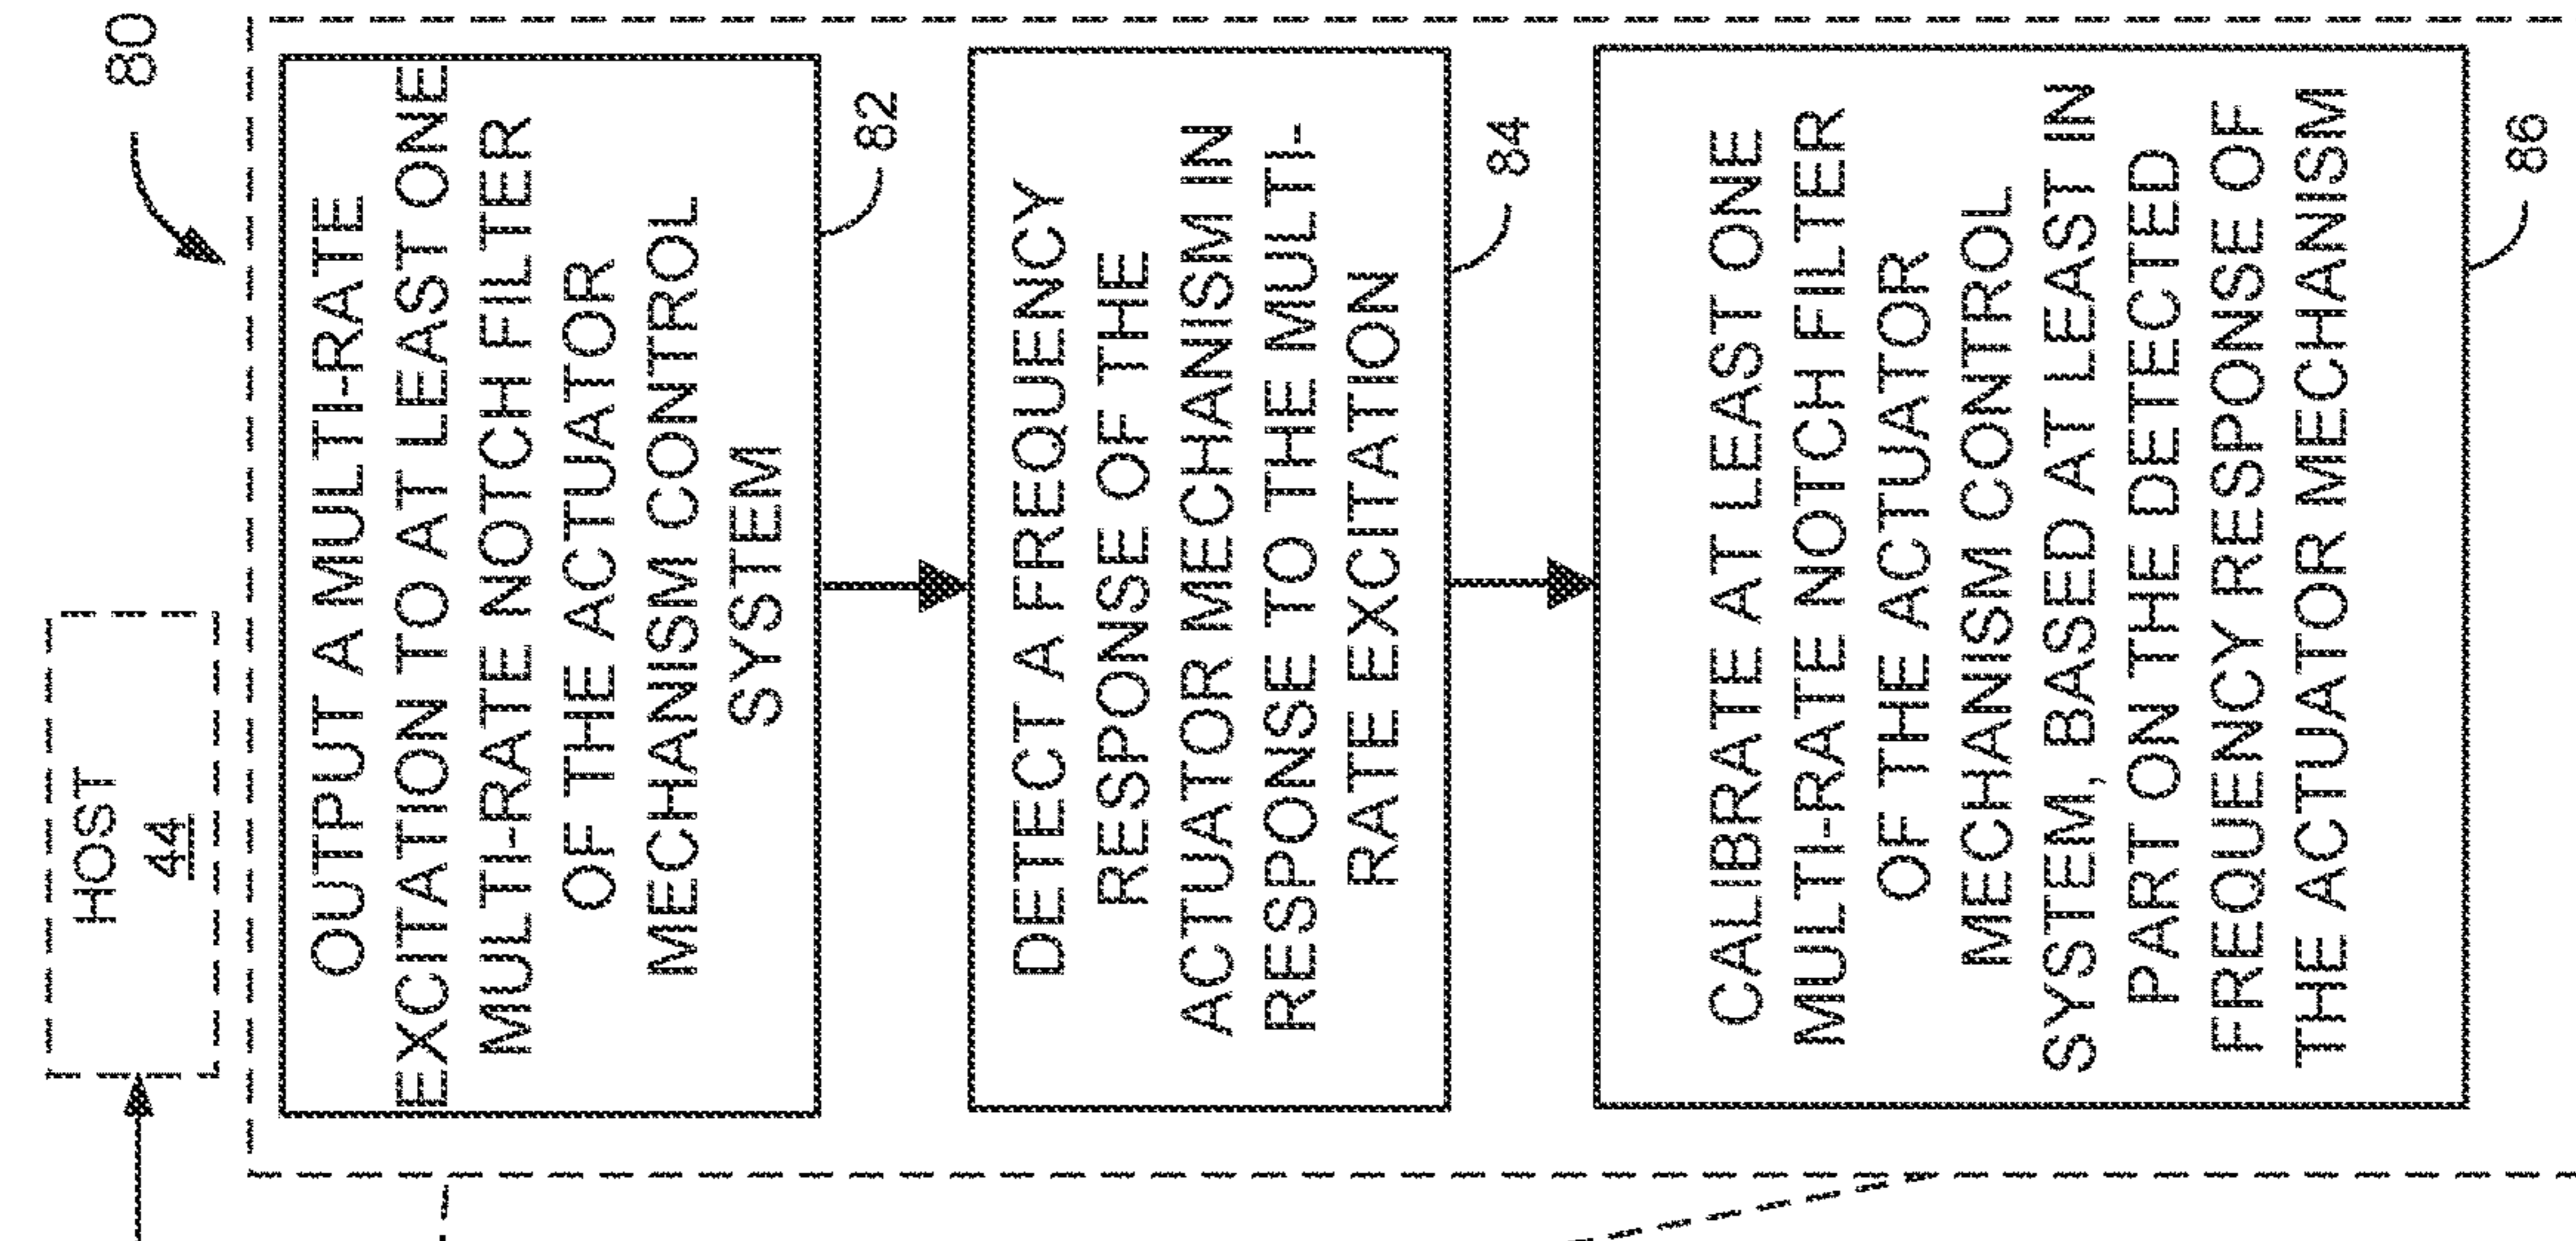 HOST
44
80
OUTPUT A MULTI-RATE
EXCITATION TO AT LEAST ONE
MULTI-RATE NOTCH FILTER
OF THE ACTUATOR
MECHANISM CONTROL
SYSTEM
82
DETECT A FREQUENCY
RESPONSE OF THE
ACTUATOR MECHANISM IN
RESPONSE TO THE MULTI-
RATE EXCITATION
84
CALIBRATE AT LEAST ONE
MULTI-RATE NOTCH FILTER
OF THE ACTUATOR
MECHANISM CONTROL
SYSTEM, BASED AT LEAST IN
PART ON THE DETECTED
FREQUENCY RESPONSE OF
THE ACTUATOR MECHANISM
86